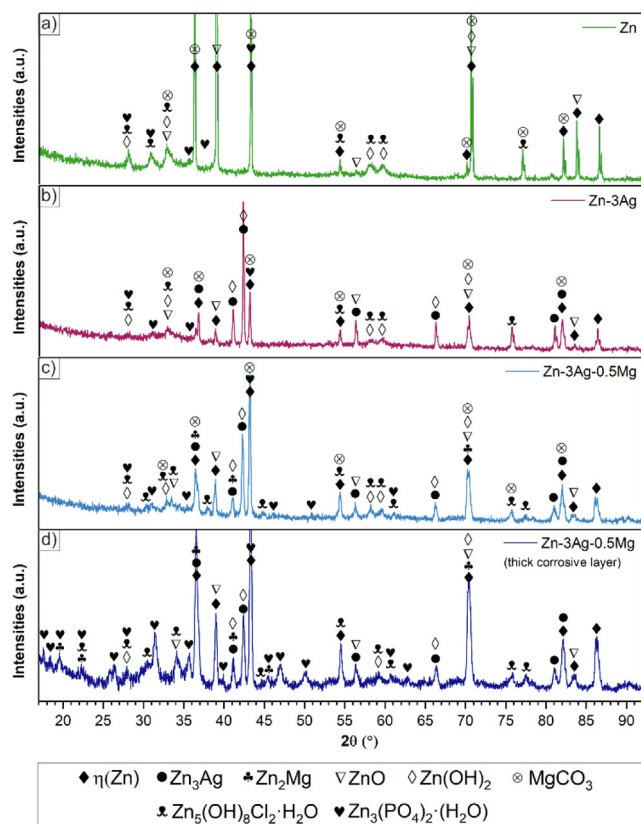 a)
Zn
Intensities (a.u.)
b)
Zn-3Ag
Intensities (a.u.)
c)
Zn-3Ag-0.5Mg
Intensities (a.u.)
d)
Zn-3Ag-0.5Mg
(thick corrosive layer)
Intensities (a.u.)
20 25 30 35 40 45 50 55 60 65 70 75 80 85 90
2θ (°)
♦ η(Zn) ● Zn₃Ag ♣ Zn₂Mg ▽ ZnO ◊ Zn(OH)₂ ⊗ MgCO₃
Zn₅(OH)₈Cl₂·H₂O ♥ Zn₃(PO₄)₂·(H₂O)